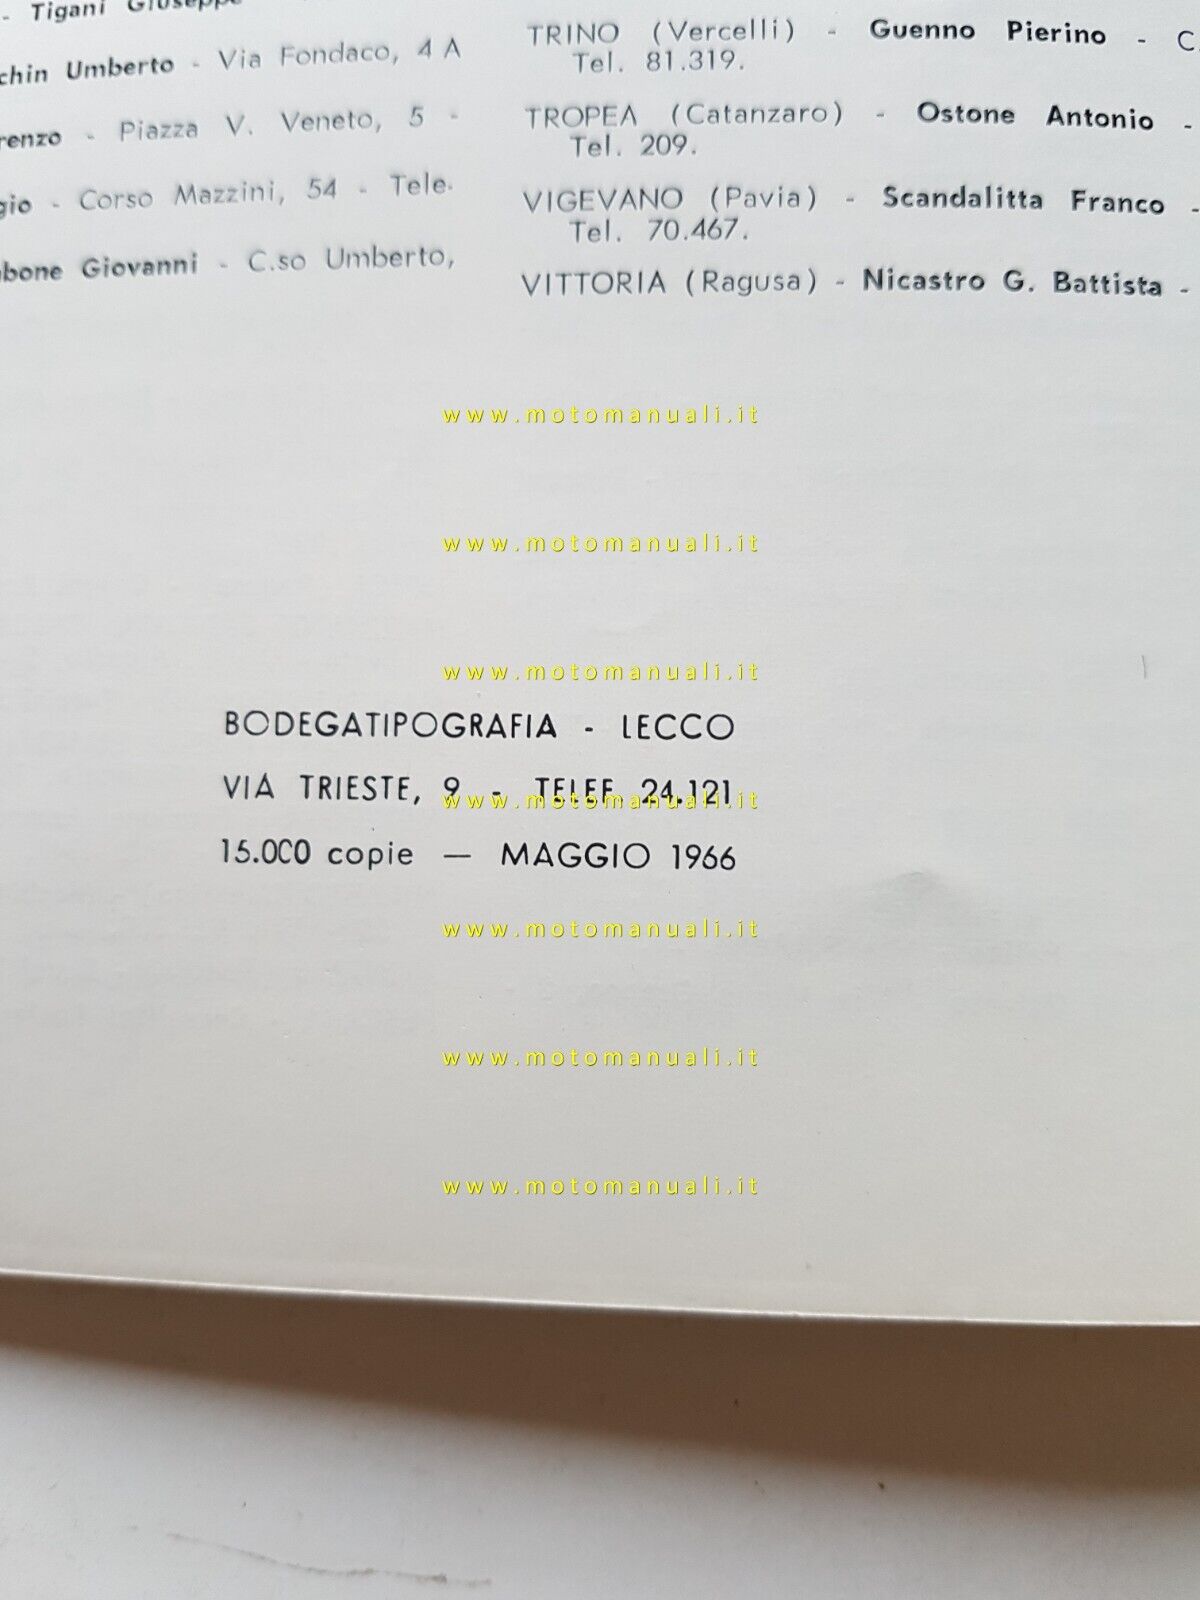 - Tigani Giuseppe
chin Umberto - Via Fondaco, 4 A
renzo - Piazza V. Veneto, 5 -
gio - Corso Mazzini, 54 - Tele-
bone Giovanni - C.so Umberto,
TRINO (Vercelli) - Guenno Pierino - C.
Tel. 81.319.
TROPEA (Catanzaro) - Ostone Antonio -
Tel. 209.
VIGEVANO (Pavia) - Scandalitta Franco -
Tel. 70.467.
VITTORIA (Ragusa) - Nicastro G. Battista -
www.motomanuali.it
www.motomanuali.it
www.motomanuali.it
BODEGATIPOGRAFIA - LECCO
VIA TRIESTE, 9 - TELEF. 24.121
www.motomanuali.it
15.000 copie — MAGGIO 1966
www.motomanuali.it
www.motomanuali.it
www.motomanuali.it